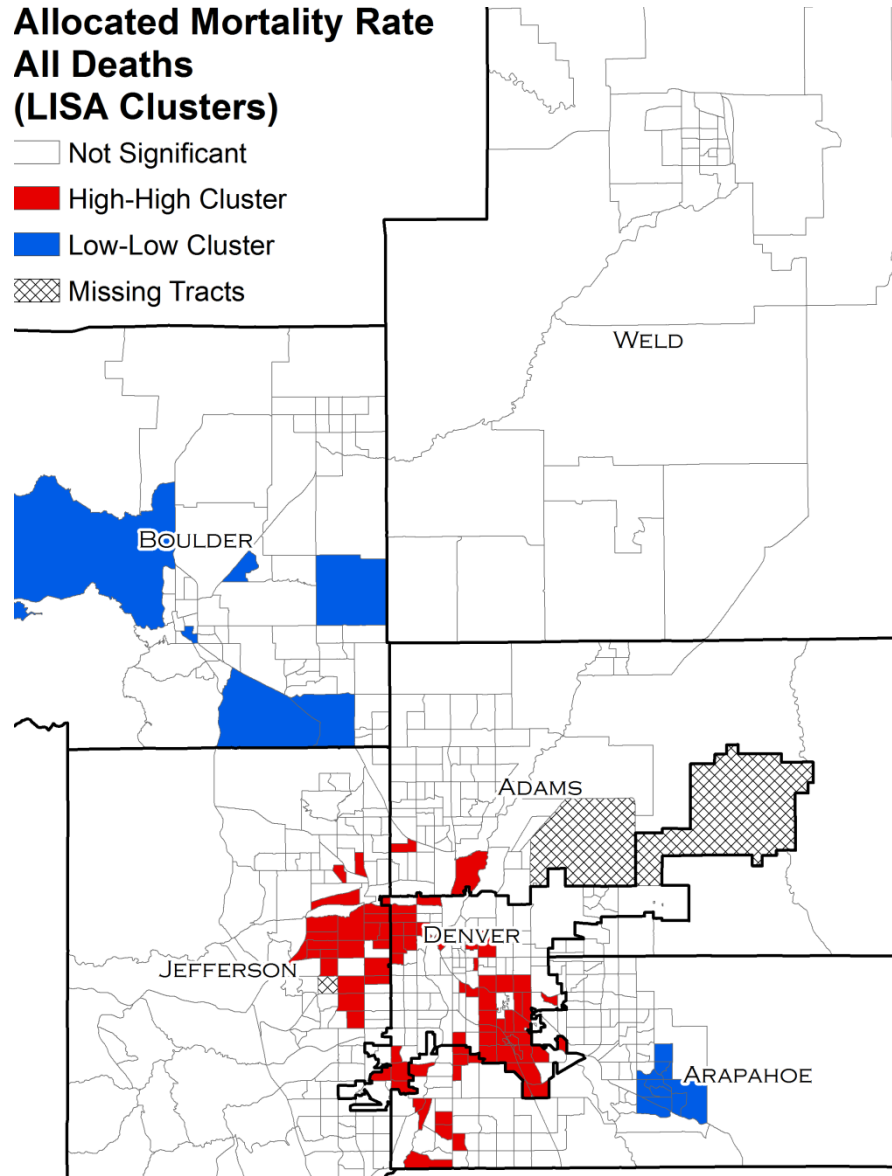 Allocated Mortality Rate
All Deaths
(LISA Clusters)
Not Significant
High-High Cluster
Low-Low Cluster
Missing Tracts
WELD
BOULDER
ADAMS
DENVER
JEFFERSON
ARAPAHOE